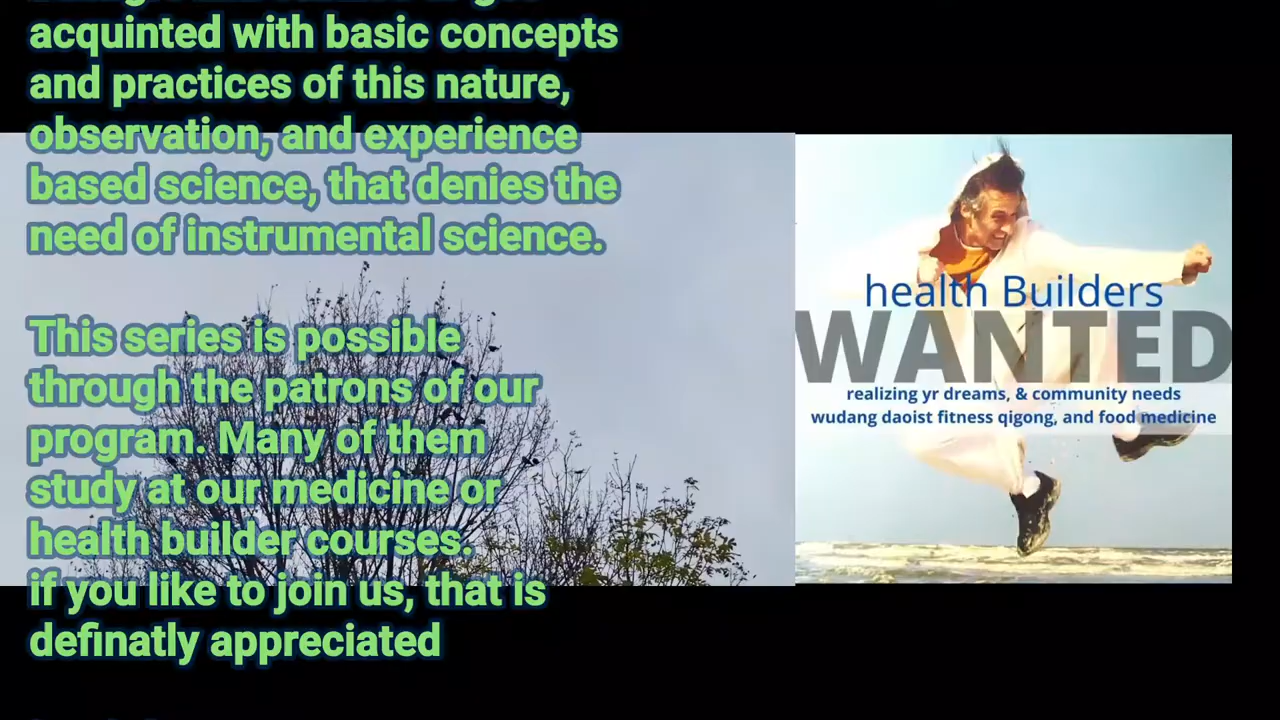 acquinted with basic concepts
and practices of this nature,
observation, and experience
based science, that denies the
need of instrumental science.
This series is possible
through the patrons of our
program. Many of them
study at our medicine or
health builder courses.
if you like to join us, that is
definatly appreciated
health Builders
WANTED
realizing yr dreams, & community needs
wudang daoist fitness qigong, and food medicine